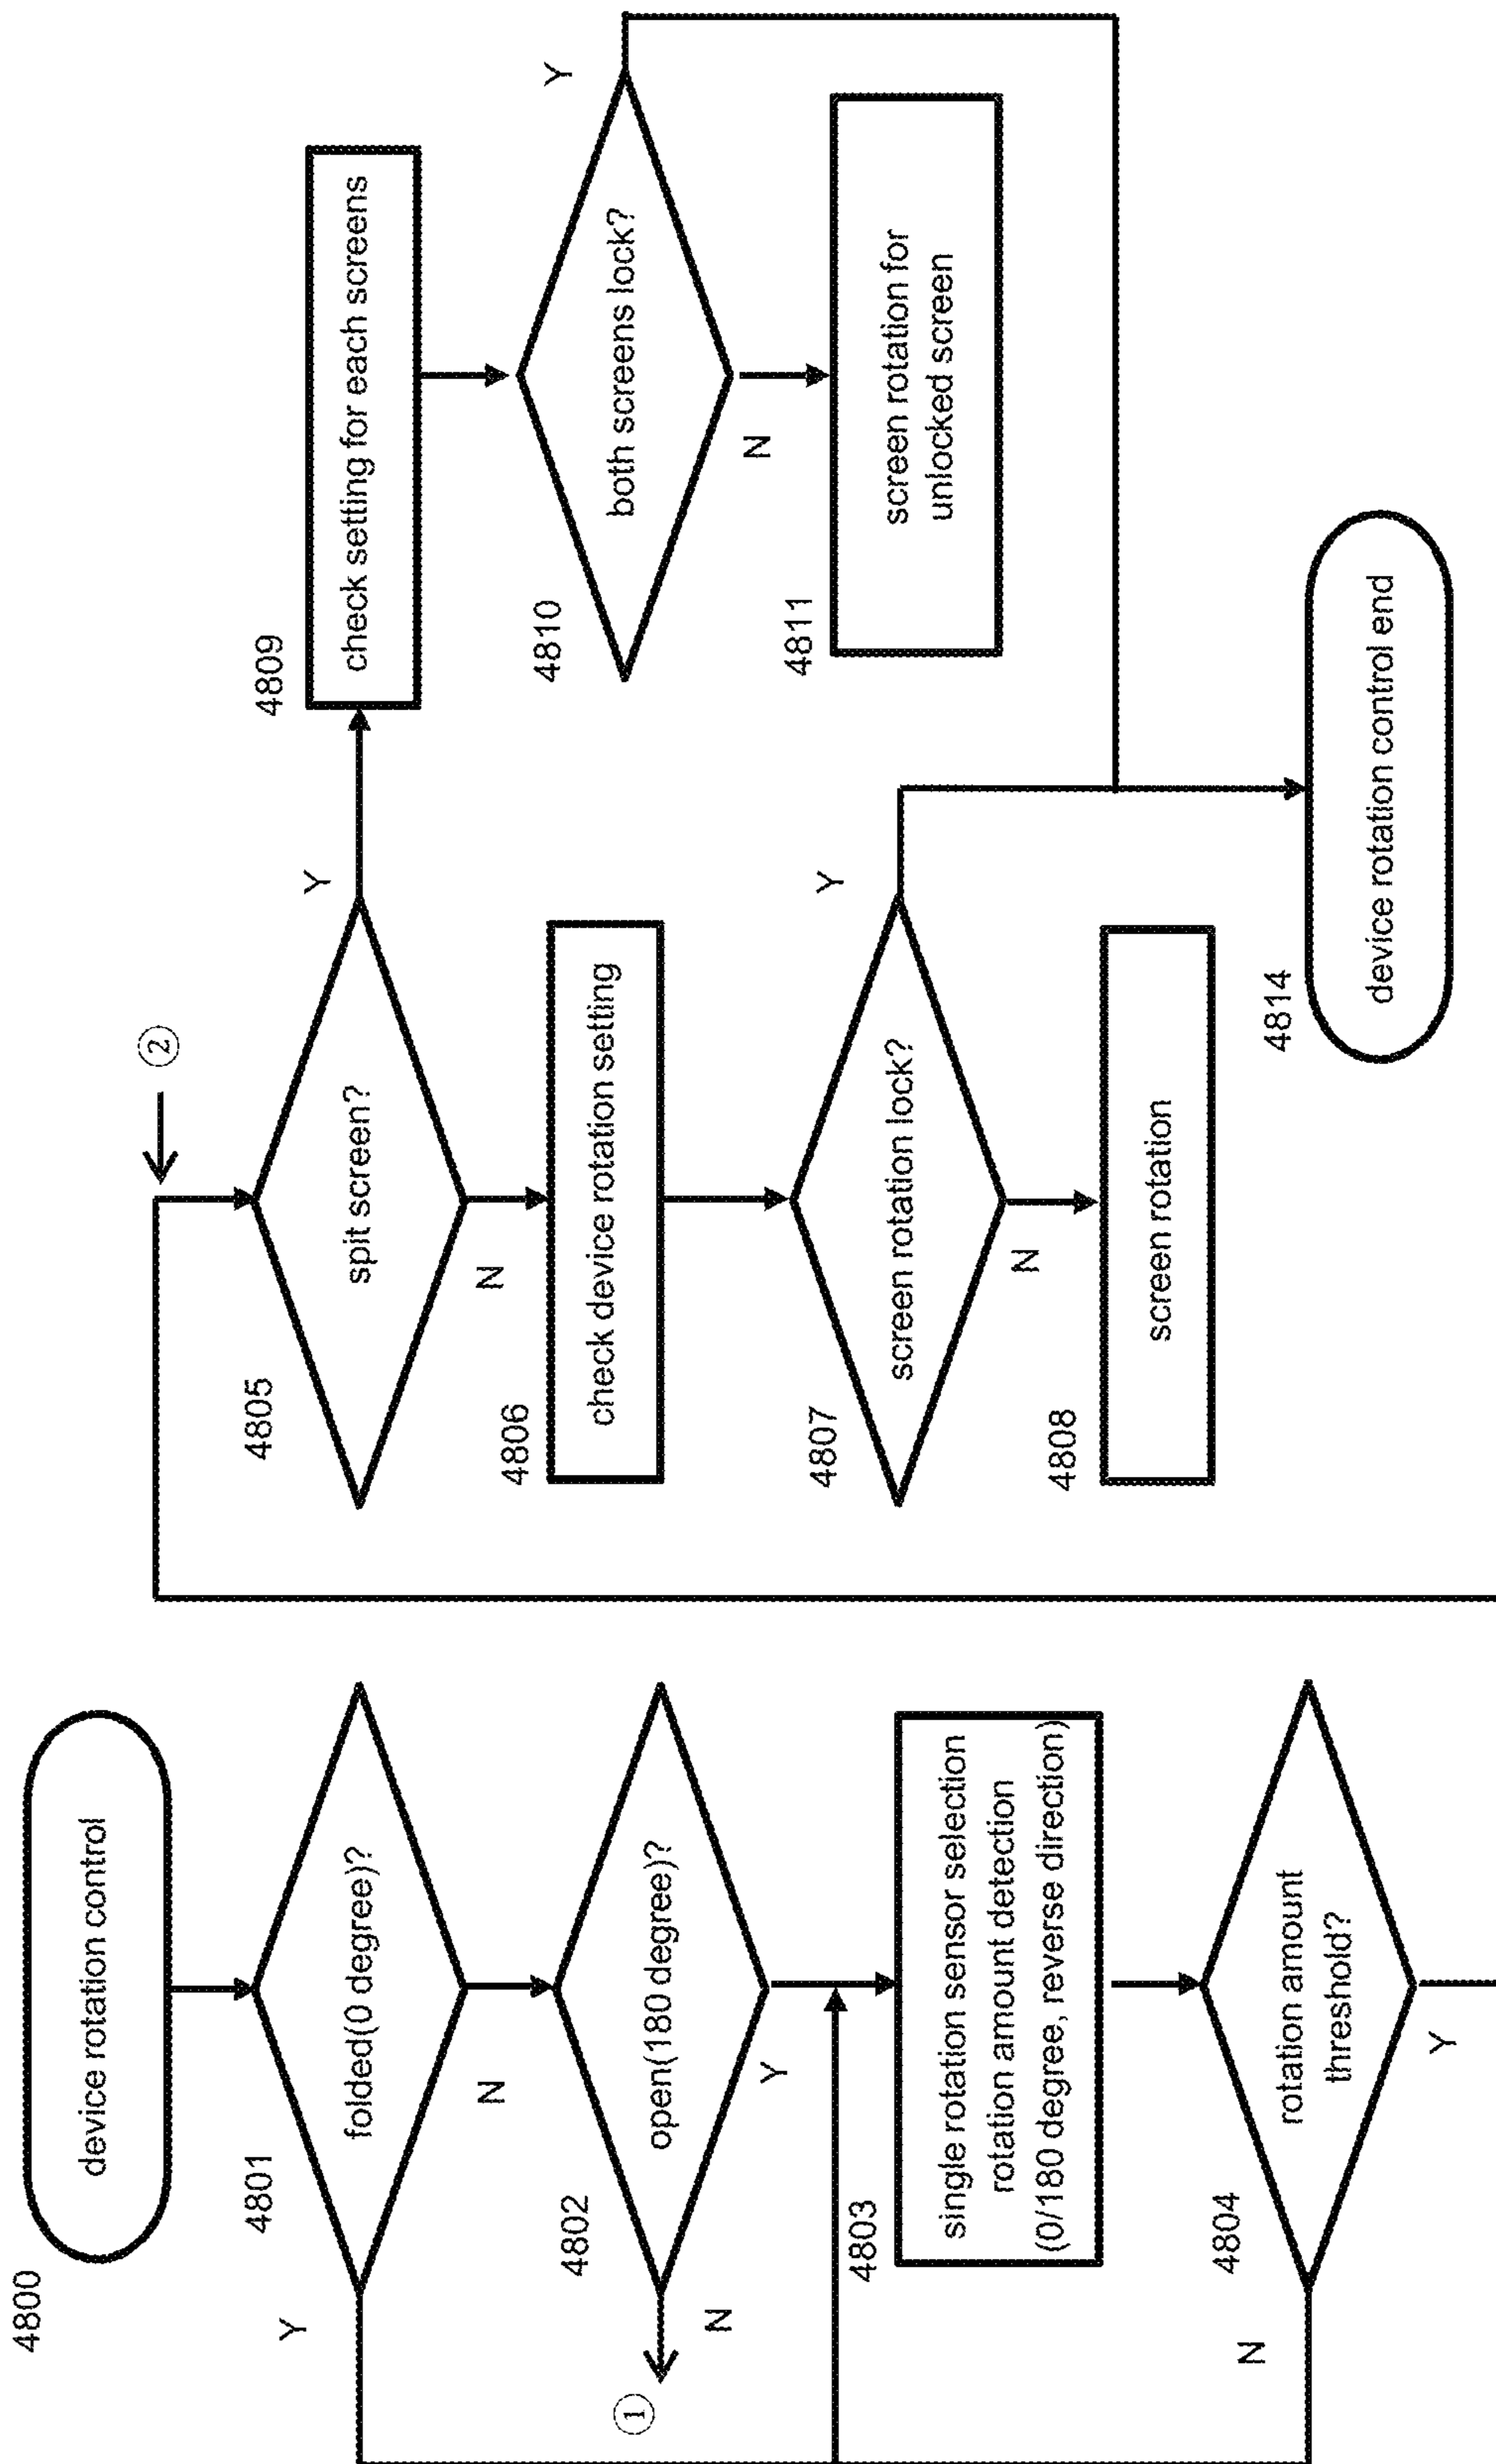 4800
device rotation control
4801
folded(0 degree)?
Y
N
4802
open(180 degree)?
N
①
Y
4803
single rotation sensor selection
rotation amount detection
(0/180 degree, reverse direction)
4804
rotation amount
threshold?
N
Y
②
4805
spit screen?
Y
N
4806
check device rotation setting
4807
screen rotation lock?
Y
N
4808
screen rotation
4809
check setting for each screens
4810
both screens lock?
Y
N
4811
screen rotation for
unlocked screen
4814
device rotation control end